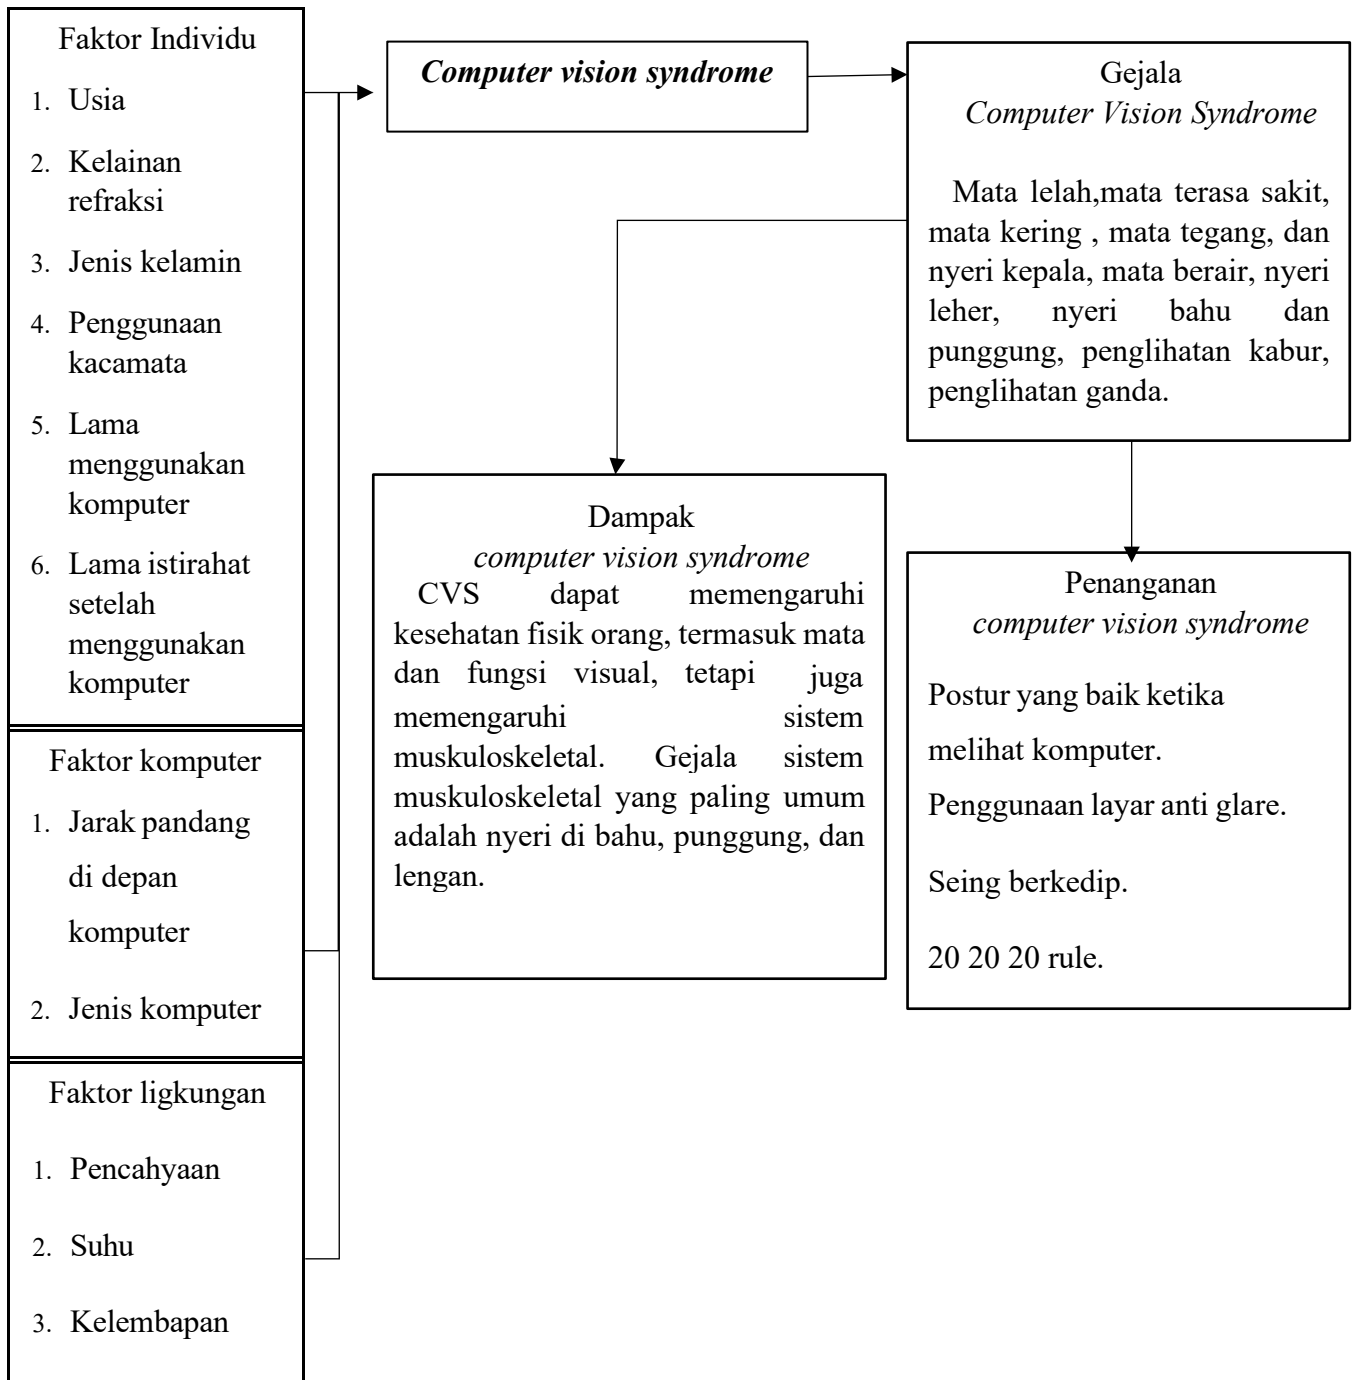 Faktor Individu
1. Usia
2. Kelainan
refraksi
3. Jenis kelamin
4. Penggunaan
kacamata
5. Lama
menggunakan
komputer
6. Lama istirahat
setelah
menggunakan
komputer
Faktor komputer
1. Jarak pandang
di depan
komputer
2. Jenis komputer
Faktor ligkungan
1. Pencahyaan
2. Suhu
3. Kelembapan
Computer vision syndrome
Gejala
Computer Vision Syndrome
Mata lelah,mata terasa sakit,
mata kering , mata tegang, dan
nyeri kepala, mata berair, nyeri
leher, nyeri bahu dan
punggung, penglihatan kabur,
penglihatan ganda.
Dampak
computer vision syndrome
CVS dapat memengaruhi
kesehatan fisik orang, termasuk mata
dan fungsi visual, tetapi juga
memengaruhi sistem
muskuloskeletal. Gejala sistem
muskuloskeletal yang paling umum
adalah nyeri di bahu, punggung, dan
lengan.
Penanganan
computer vision syndrome
Postur yang baik ketika
melihat komputer.
Penggunaan layar anti glare.
Seing berkedip.
20 20 20 rule.